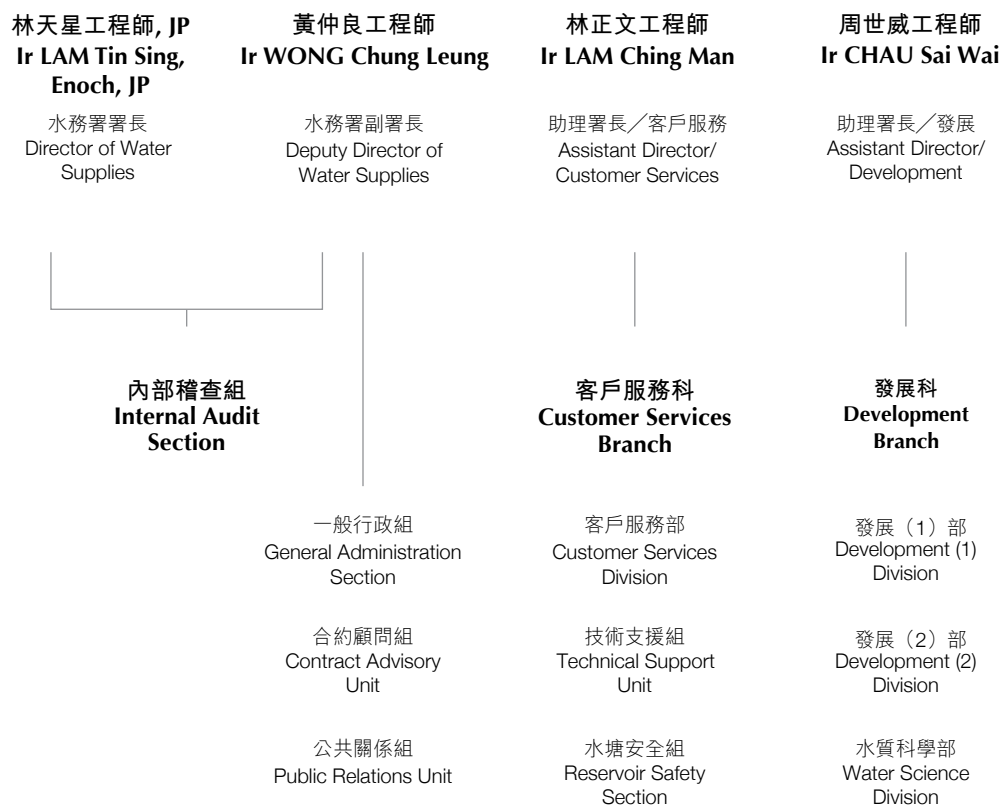 林天星工程師, JP
Ir LAM Tin Sing,
Enoch, JP
水務署署長
Director of Water
Supplies
黃仲良工程師
Ir WONG Chung Leung
水務署副署長
Deputy Director of
Water Supplies
林正文工程師
Ir LAM Ching Man
助理署長╱客戶服務
Assistant Director/
Customer Services
周世威工程師
Ir CHAU Sai Wai
助理署長╱發展
Assistant Director/
Development
內部稽查組
Internal Audit
Section
一般行政組
General Administration
Section
合約顧問組
Contract Advisory
Unit
公共關係組
Public Relations Unit
客戶服務科
Customer Services
Branch
客戶服務部
Customer Services
Division
技術支援組
Technical Support
Unit
水塘安全組
Reservoir Safety
Section
發展科
Development
Branch
發展（1）部
Development (1)
Division
發展（2）部
Development (2)
Division
水質科學部
Water Science
Division